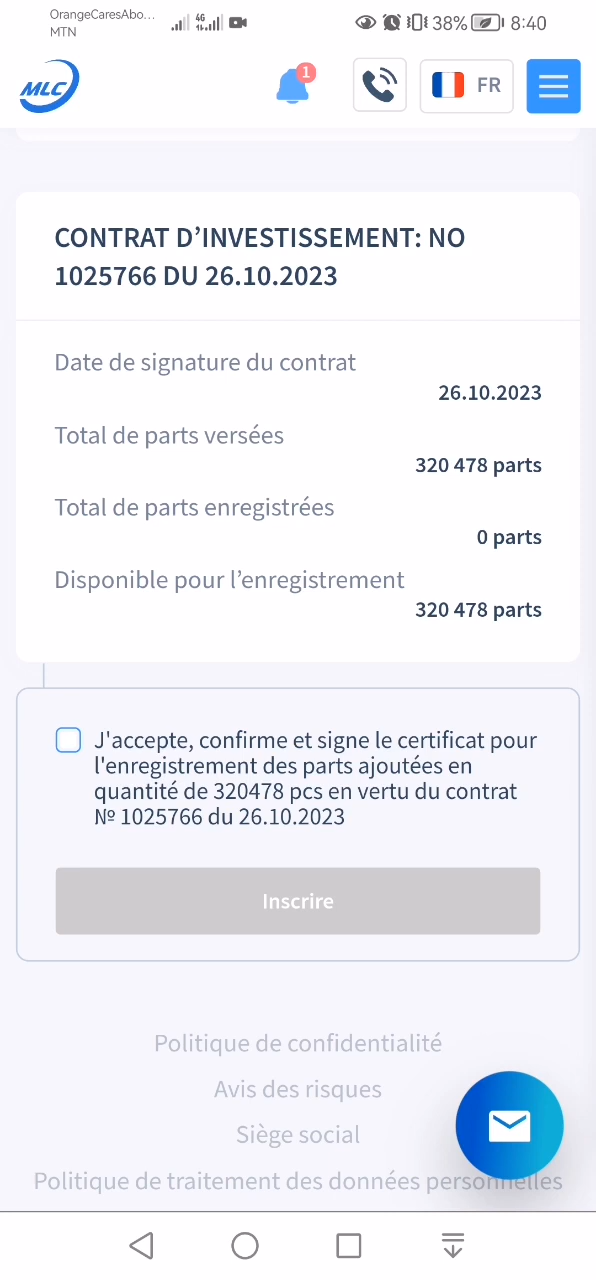 OrangeCaresAbo...
MTN
4G
38%
8:40
MLC
1
FR
CONTRAT D’INVESTISSEMENT: NO
1025766 DU 26.10.2023
Date de signature du contrat
26.10.2023
Total de parts versées
320 478 parts
Total de parts enregistrées
0 parts
Disponible pour l’enregistrement
320 478 parts
J'accepte, confirme et signe le certificat pour
l'enregistrement des parts ajoutées en
quantité de 320478 pcs en vertu du contrat
№ 1025766 du 26.10.2023
Inscrire
Politique de confidentialité
Avis des risques
Siège social
Politique de traitement des données personnelles